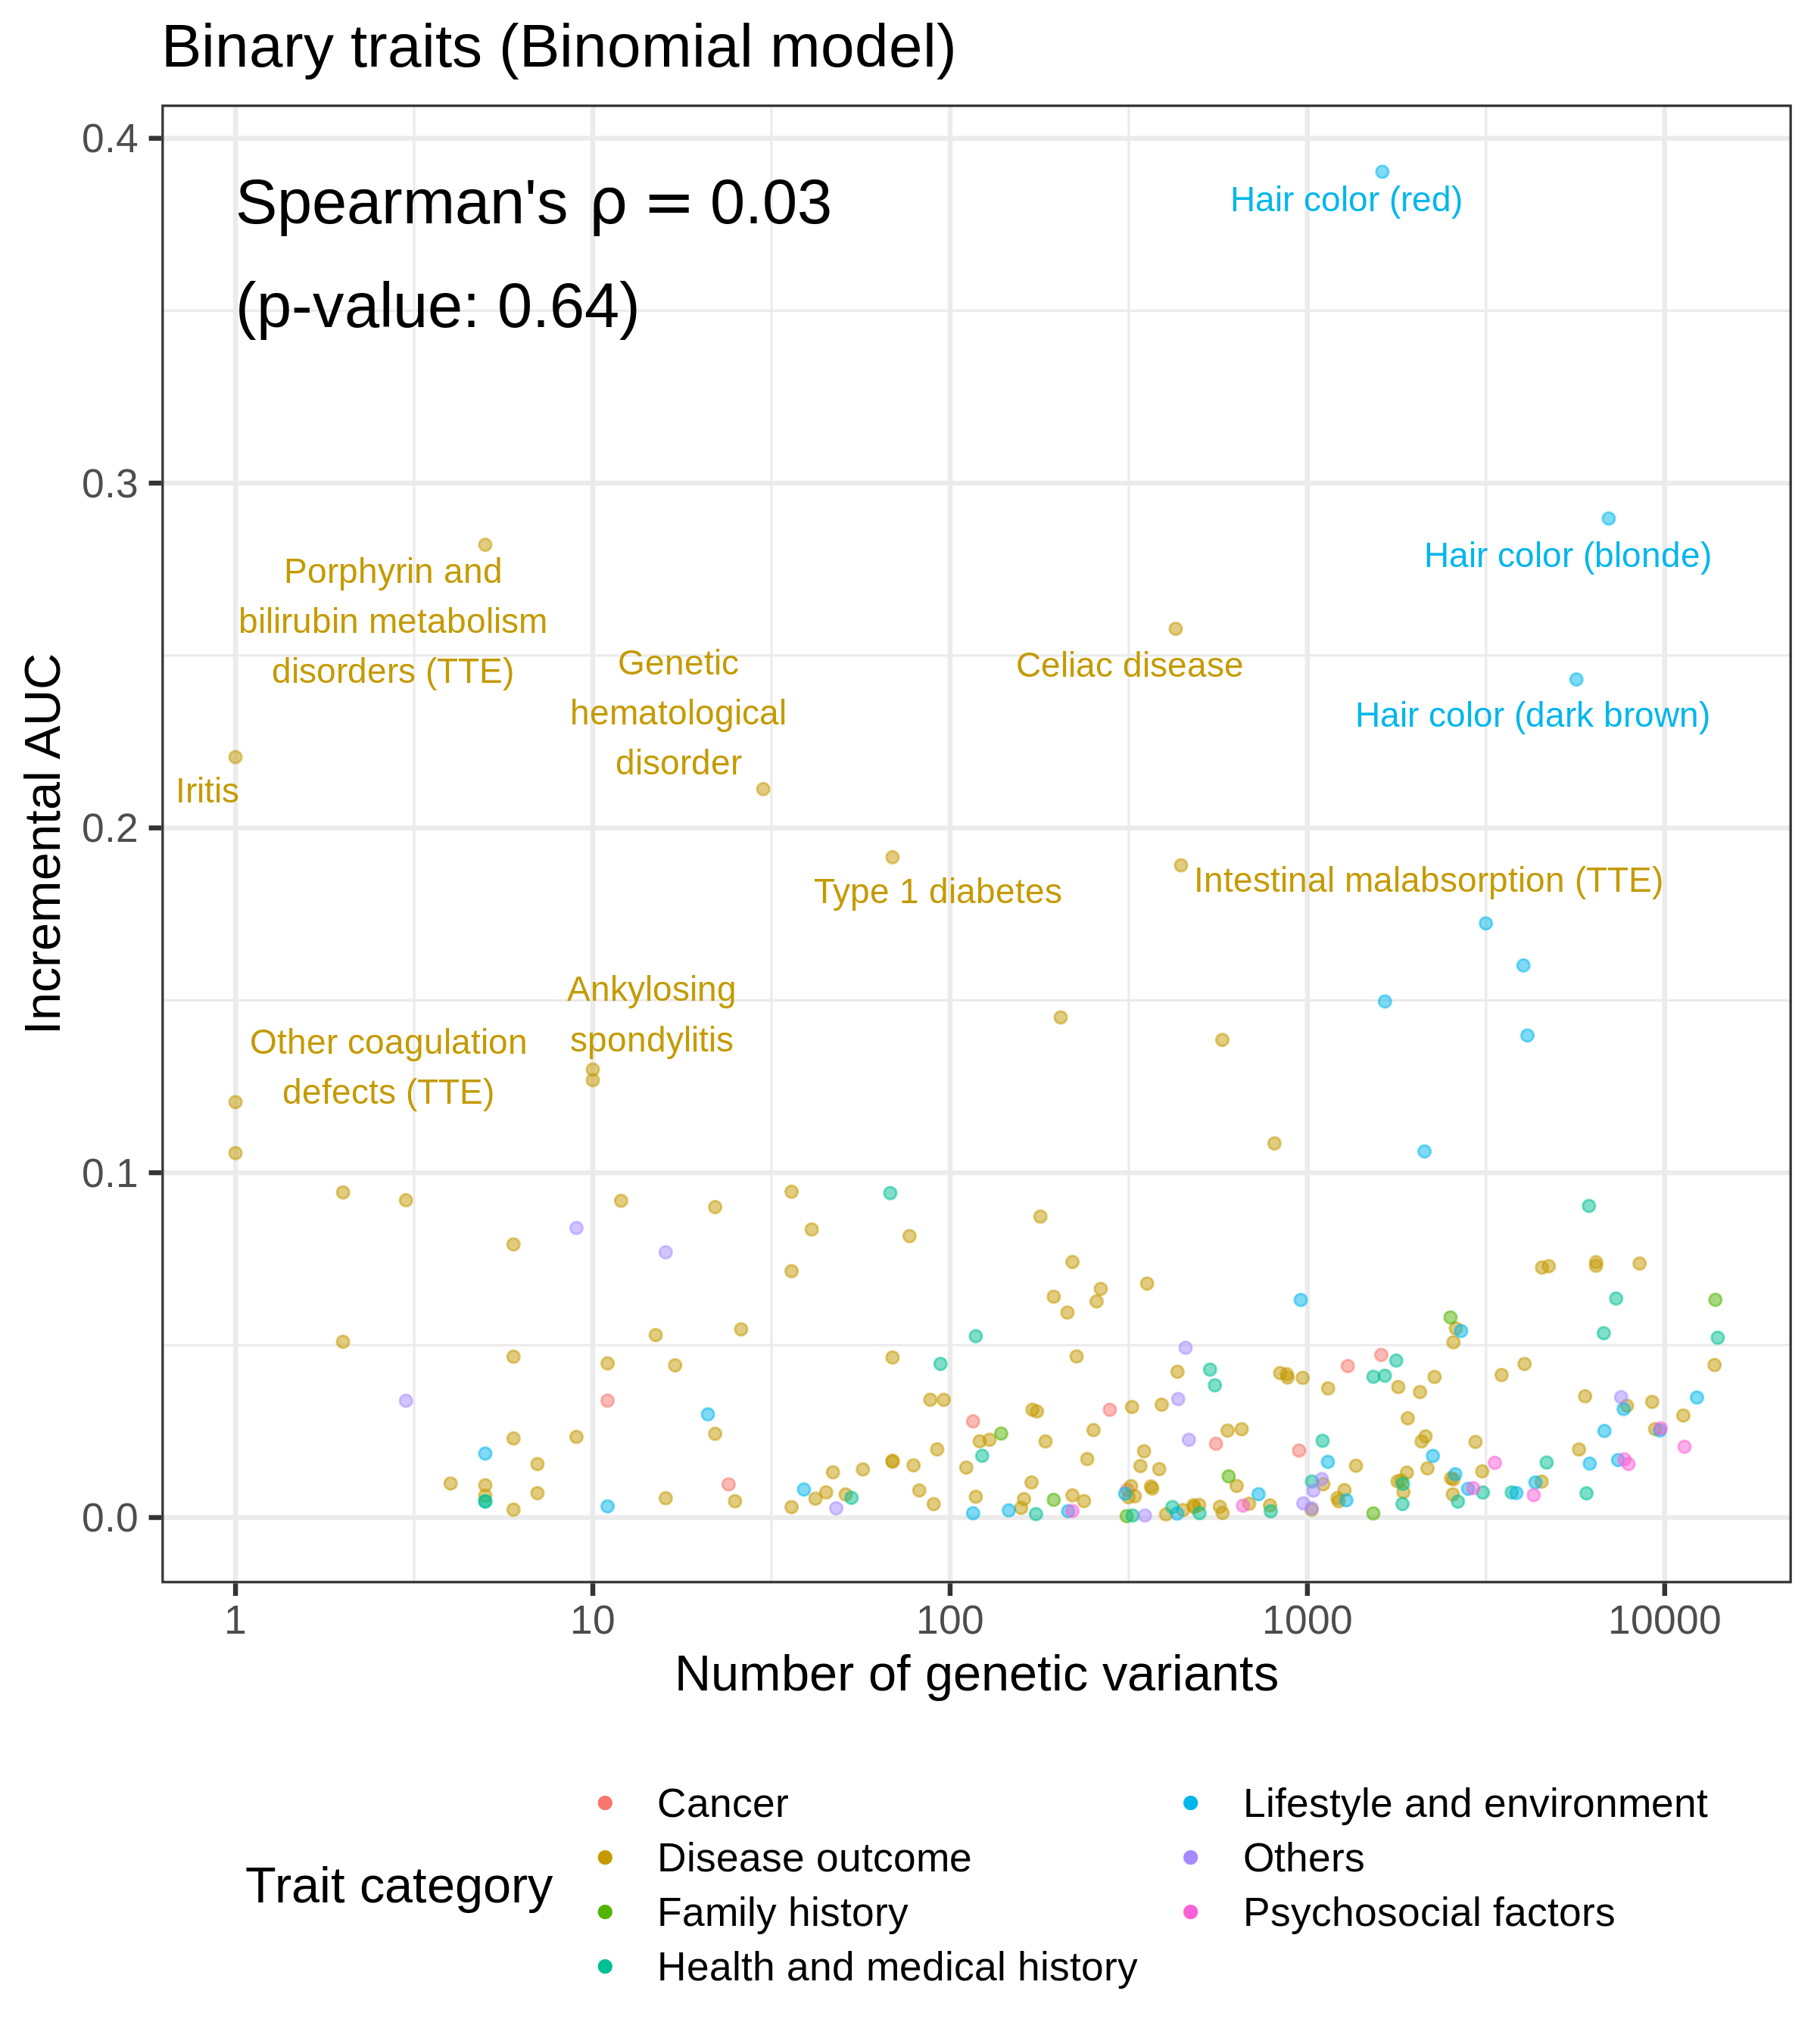 Binary traits (Binomial model)
0.4
0.3
0.2
0.1
0.0
Incremental AUC
Spearman's ρ = 0.03
(p-value: 0.64)
Hair color (red)
Hair color (blonde)
Porphyrin and
bilirubin metabolism
disorders (TTE)
Genetic
hematological
disorder
Celiac disease
Hair color (dark brown)
Iritis
Type 1 diabetes
Intestinal malabsorption (TTE)
Ankylosing
spondylitis
Other coagulation
defects (TTE)
1 10 100 1000 10000
Number of genetic variants
Trait category
Cancer
Disease outcome
Family history
Health and medical history
Lifestyle and environment
Others
Psychosocial factors